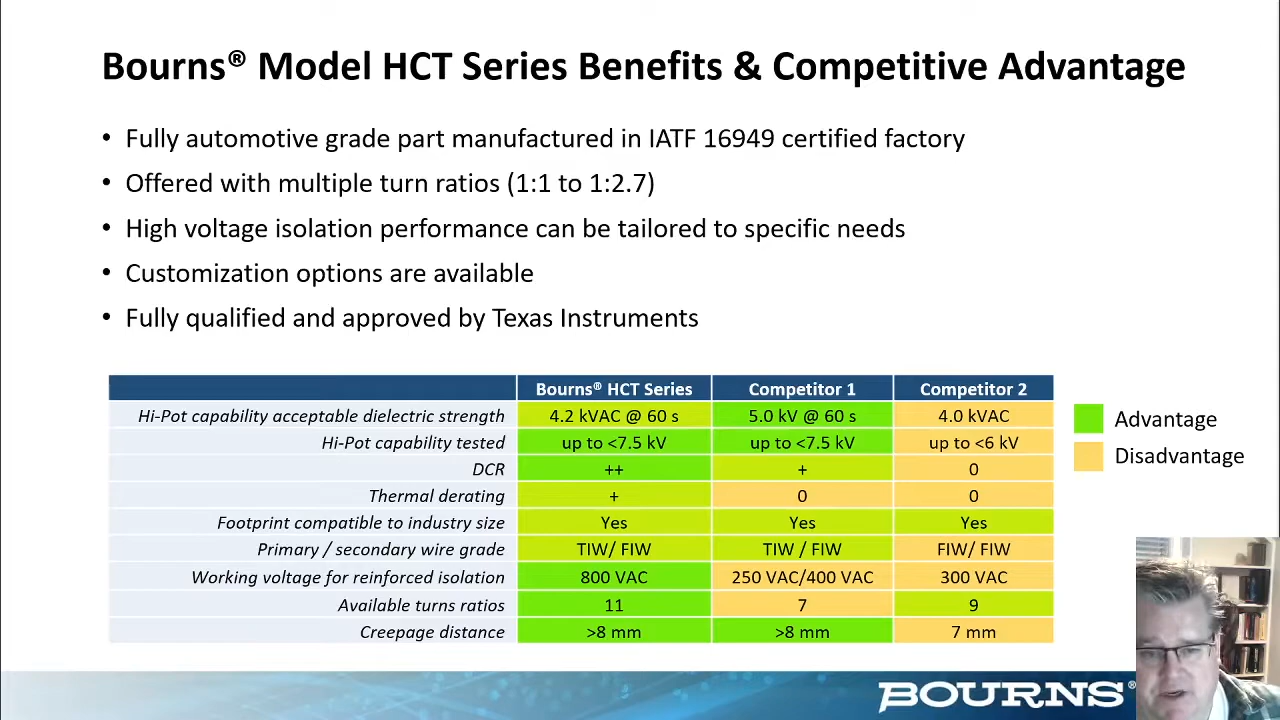 Bourns® Model HCT Series Benefits & Competitive Advantage
• Fully automotive grade part manufactured in IATF 16949 certified factory
• Offered with multiple turn ratios (1:1 to 1:2.7)
• High voltage isolation performance can be tailored to specific needs
• Customization options are available
• Fully qualified and approved by Texas Instruments
Bourns® HCT Series Competitor 1 Competitor 2
Hi-Pot capability acceptable dielectric strength 4.2 kVAC @ 60 s 5.0 kV @ 60 s 4.0 kVAC
Hi-Pot capability tested up to <7.5 kV up to <7.5 kV up to <6 kV
DCR ++ + 0
Thermal derating + 0 0
Footprint compatible to industry size Yes Yes Yes
Primary / secondary wire grade TIW/ FIW TIW / FIW FIW/ FIW
Working voltage for reinforced isolation 800 VAC 250 VAC/400 VAC 300 VAC
Available turns ratios 11 7 9
Creepage distance >8 mm >8 mm 7 mm
Advantage
Disadvantage
BOURNS®